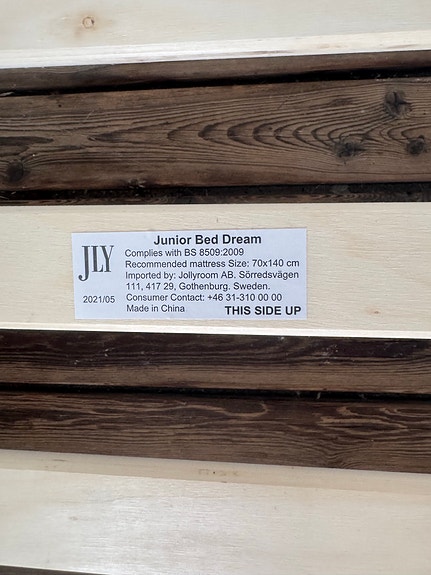 Junior Bed Dream
JLY
Complies with BS 8509:2009
Recommended mattress Size: 70x140 cm
Imported by: Jollyroom AB. Sörredsvägen
111, 417 29, Gothenburg. Sweden.
2021/05
Consumer Contact: +46 31-310 00 00
Made in China
THIS SIDE UP